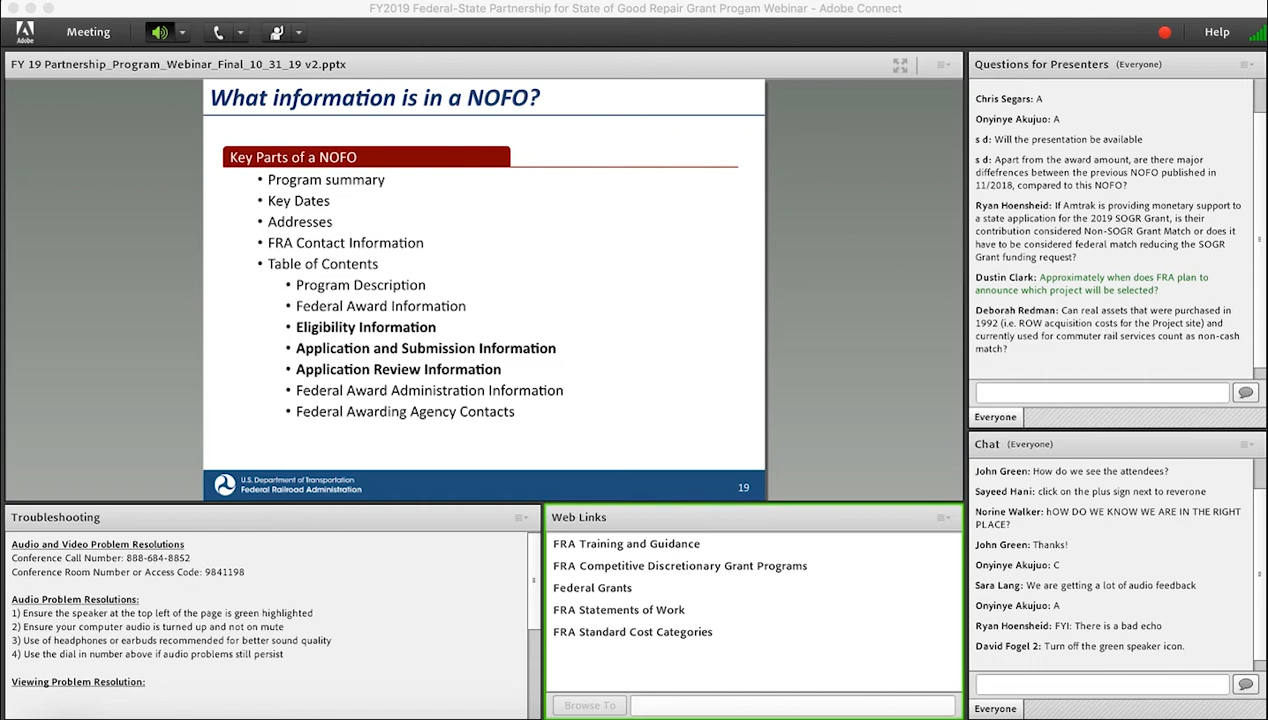 FY2019 Federal-State Partnership for State of Good Repair Grant Progam Webinar - Adobe Connect
Adobe
Meeting
Help
FY 19 Partnership_Program_Webinar_Final_10_31_19 v2.pptx
What information is in a NOFO?
Key Parts of a NOFO
• Program summary
• Key Dates
• Addresses
• FRA Contact Information
• Table of Contents
• Program Description
• Federal Award Information
• Eligibility Information
• Application and Submission Information
• Application Review Information
• Federal Award Administration Information
• Federal Awarding Agency Contacts
U.S. Department of Transportation
Federal Railroad Administration
19
Questions for Presenters (Everyone)
Chris Segars: A
Onyinye Akujuo: A
s d: Will the presentation be available
s d: Apart from the award amount, are there major
diffefrences between the previous NOFO published in
11/2018, compared to this NOFO?
Ryan Hoensheid: If Amtrak is providing monetary support to
a state application for the 2019 SOGR Grant, is their
contribution considered Non-SOGR Grant Match or does it
have to be considered federal match reducing the SOGR
Grant funding request?
Dustin Clark: Approximately when does FRA plan to
announce which project will be selected?
Deborah Redman: Can real assets that were purchased in
1992 (i.e. ROW acquisition costs for the Project site) and
currently used for commuter rail services count as non-cash
match?
Everyone
Chat (Everyone)
John Green: How do we see the attendees?
Sayeed Hani: click on the plus sign next to reverone
Norine Walker: hOW DO WE KNOW WE ARE IN THE RIGHT
PLACE?
John Green: Thanks!
Onyinye Akujuo: C
Sara Lang: We are getting a lot of audio feedback
Onyinye Akujuo: A
Ryan Hoensheid: FYI: There is a bad echo
David Fogel 2: Turn off the green speaker icon.
Everyone
Troubleshooting
Audio and Video Problem Resolutions
Conference Call Number: 888-684-8852
Conference Room Number or Access Code: 9841198
Audio Problem Resolutions:
1) Ensure the speaker at the top left of the page is green highlighted
2) Ensure your computer audio is turned up and not on mute
3) Use of headphones or earbuds recommended for better sound quality
4) Use the dial in number above if audio problems still persist
Viewing Problem Resolution:
Web Links
FRA Training and Guidance
FRA Competitive Discretionary Grant Programs
Federal Grants
FRA Statements of Work
FRA Standard Cost Categories
Browse To